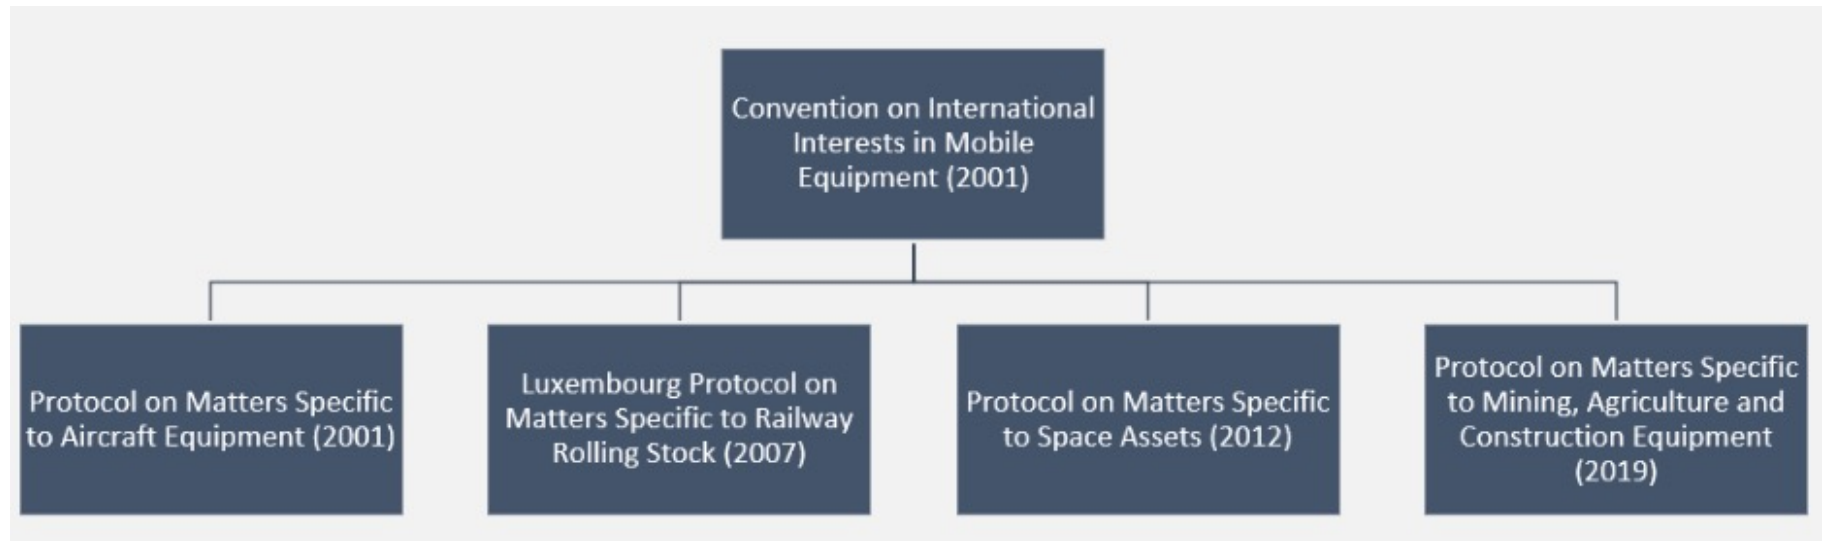 Convention on International
Interests in Mobile
Equipment (2001)
Protocol on Matters Specific
to Aircraft Equipment (2001)
Luxembourg Protocol on
Matters Specific to Railway
Rolling Stock (2007)
Protocol on Matters Specific
to Space Assets (2012)
Protocol on Matters Specific
to Mining, Agriculture and
Construction Equipment
(2019)